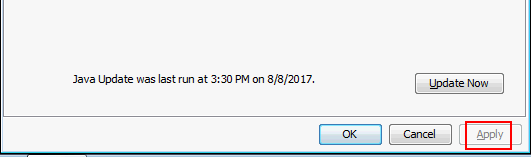 Java Update was last run at 3:30 PM on 8/8/2017.
Update Now
OK Cancel Apply